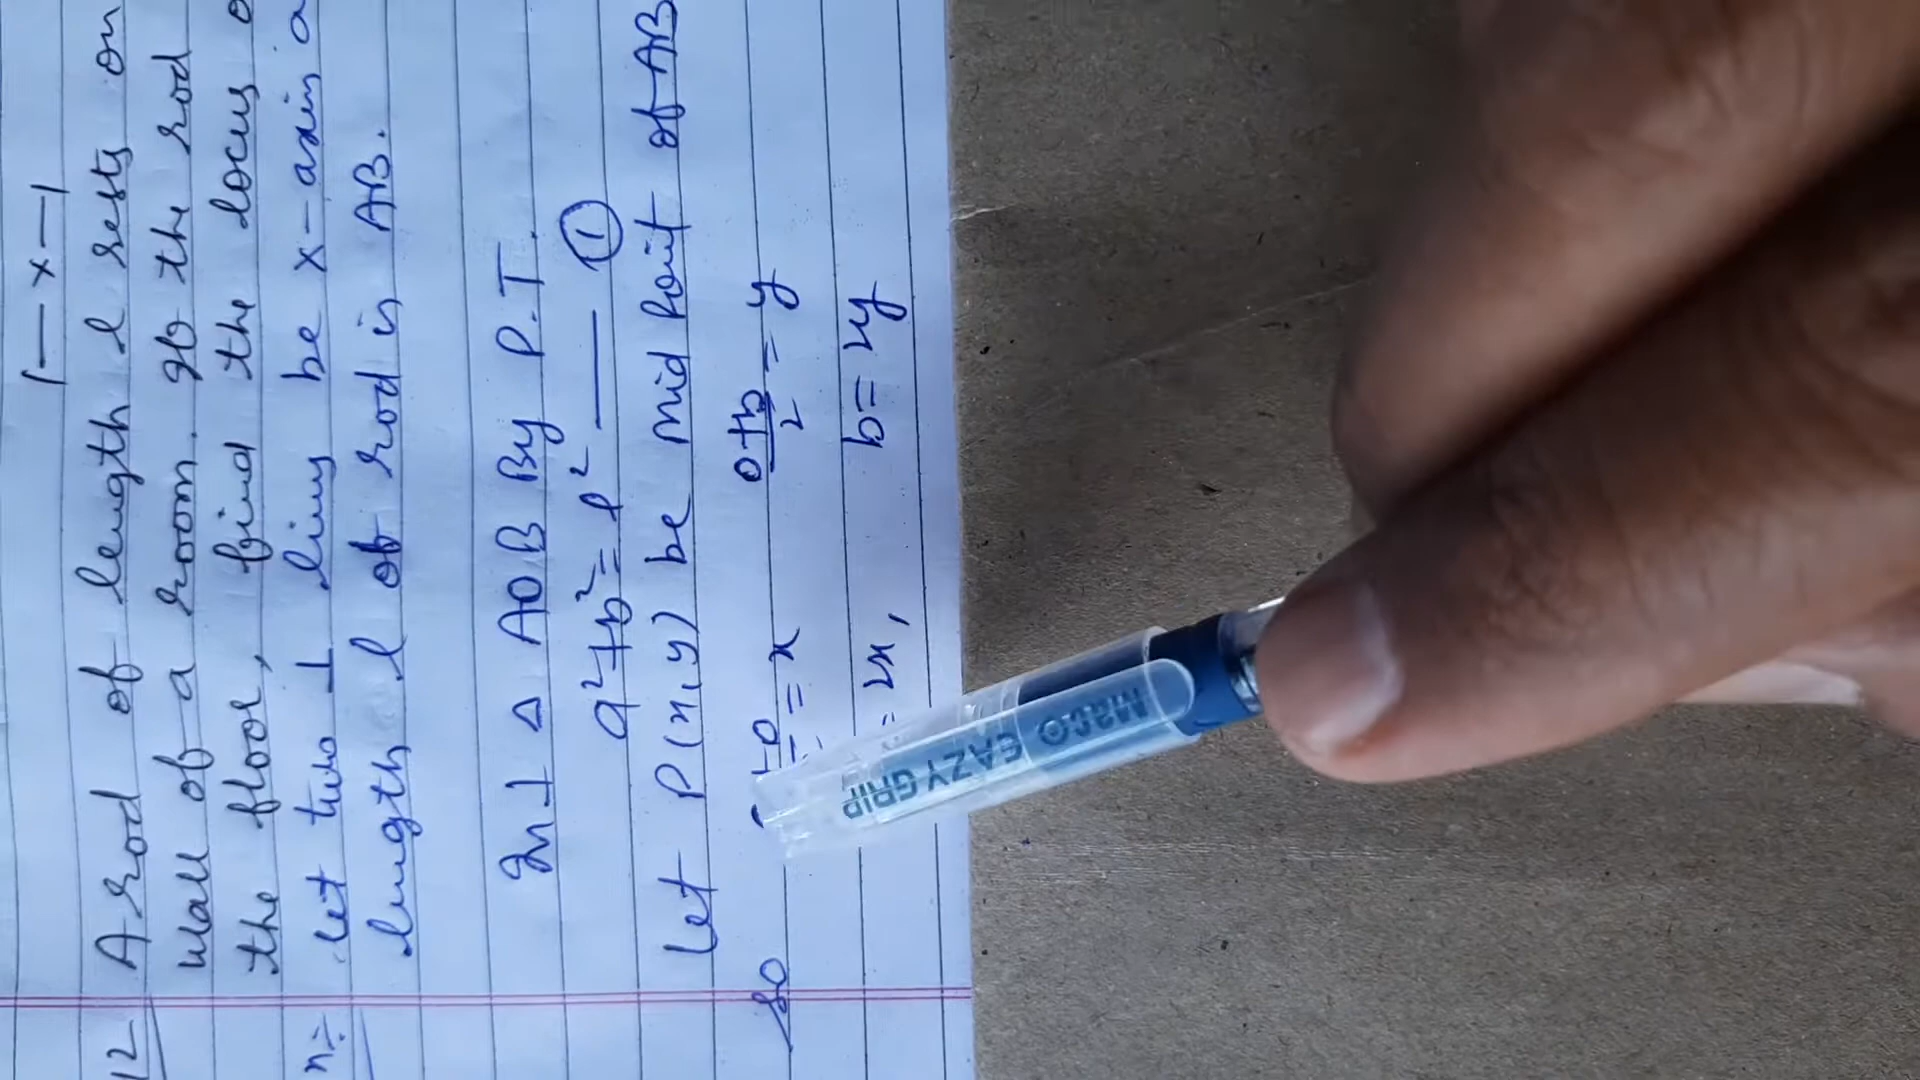 1 — x — 1
12 A rod of length l rests on
wall of a room. If the rod
the floor, find the locus
n:- let two ⊥ lines be x-axis a
length l of rod is AB.
In ⊥ △ AOB By P.T.
a²+b²=l² — ①
let P(x,y) be mid point of AB
so = x 0+b/2 = y
= 2x, b=2y
M&G EAZY GRIP